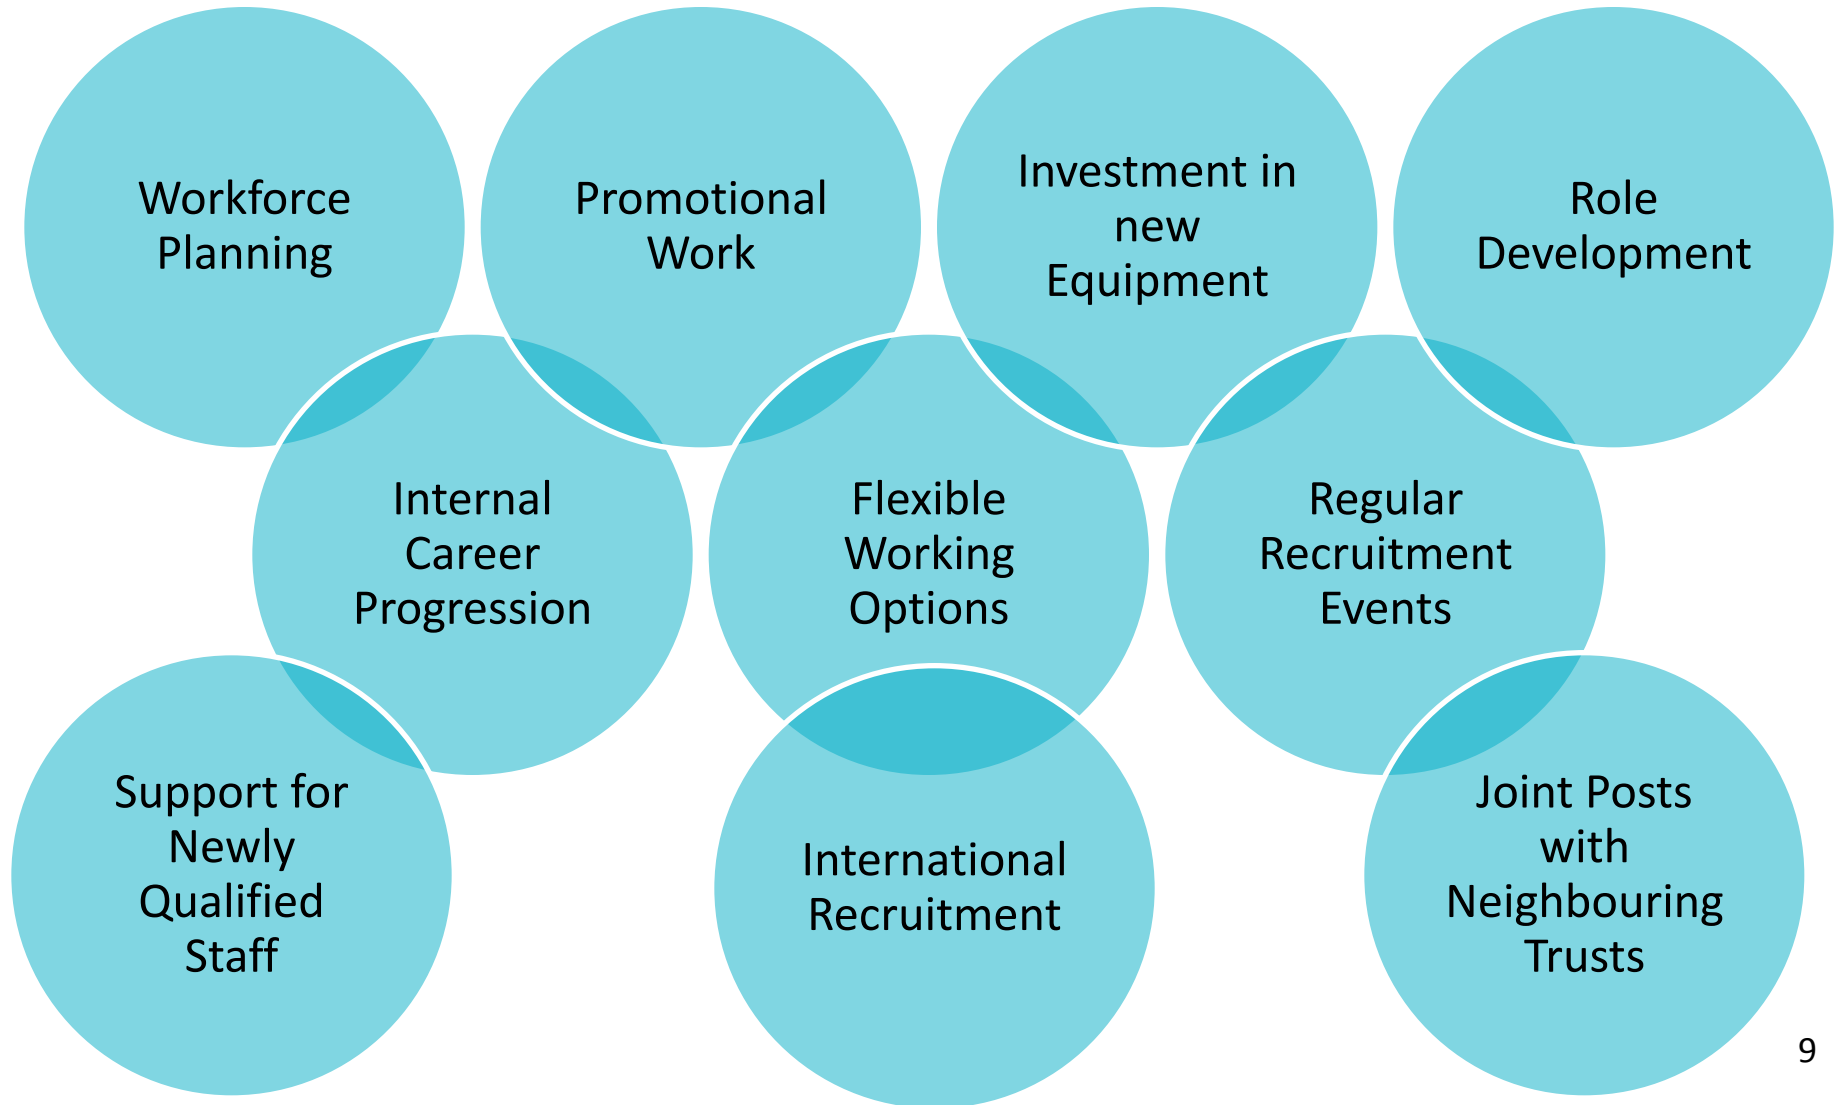 Workforce
Planning
Promotional
Work
Investment in
new
Equipment
Role
Development
Internal
Career
Progression
Flexible
Working
Options
Regular
Recruitment
Events
Support for
Newly
Qualified
Staff
International
Recruitment
Joint Posts
with
Neighbouring
Trusts
9